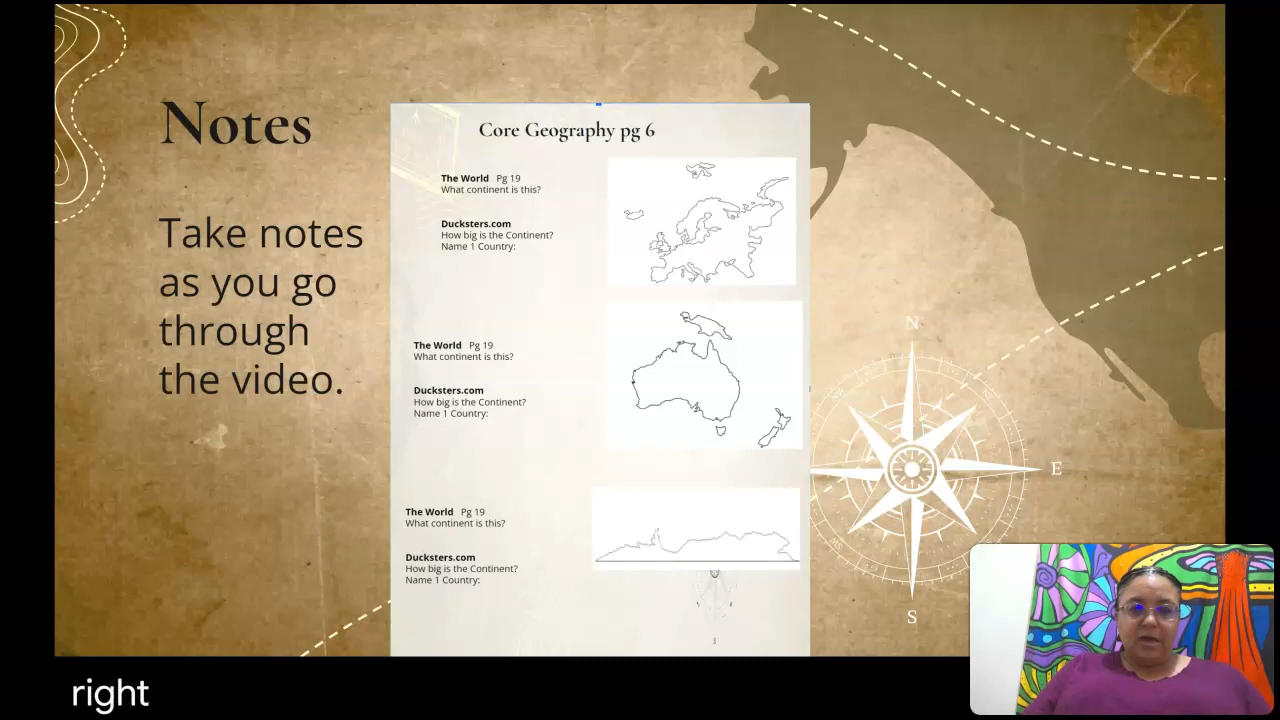 Notes
Take notes
as you go
through
the video.
Core Geography pg 6
The World Pg 19
What continent is this?
Ducksters.com
How big is the Continent?
Name 1 Country:
The World Pg 19
What continent is this?
Ducksters.com
How big is the Continent?
Name 1 Country:
The World Pg 19
What continent is this?
Ducksters.com
How big is the Continent?
Name 1 Country:
N
E
S
right